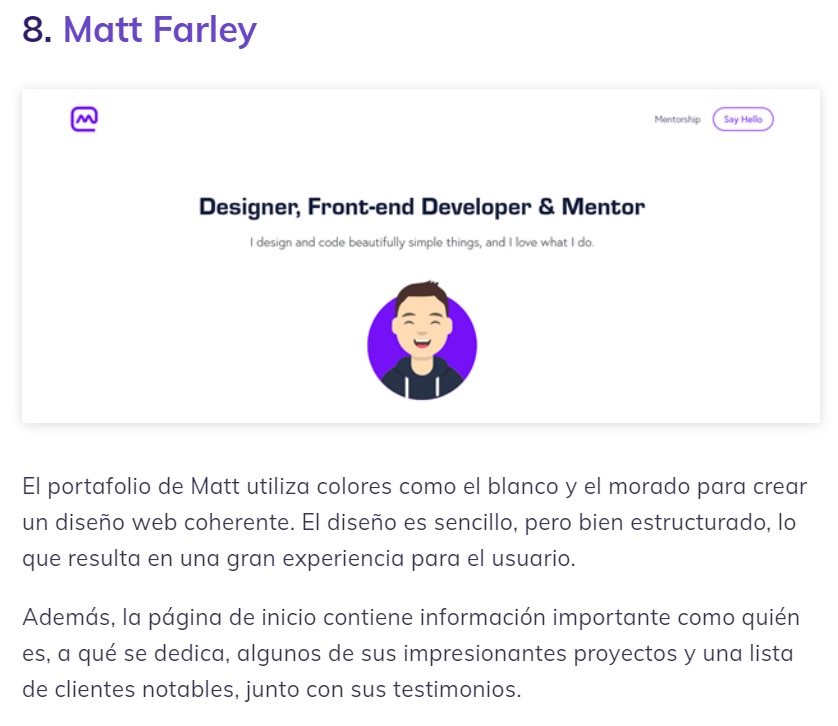 8. Matt Farley
Mentorship
Say Hello
Designer, Front-end Developer & Mentor
I design and code beautifully simple things, and I love what I do.
El portafolio de Matt utiliza colores como el blanco y el morado para crear
un diseño web coherente. El diseño es sencillo, pero bien estructurado, lo
que resulta en una gran experiencia para el usuario.
Además, la página de inicio contiene información importante como quién
es, a qué se dedica, algunos de sus impresionantes proyectos y una lista
de clientes notables, junto con sus testimonios.